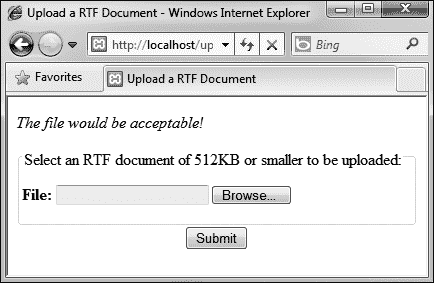 Upload a RTF Document - Windows Internet Explorer
http://localhost/up
Bing
Favorites
Upload a RTF Document
The file would be acceptable!
Select an RTF document of 512KB or smaller to be uploaded:
File: Browse...
Submit